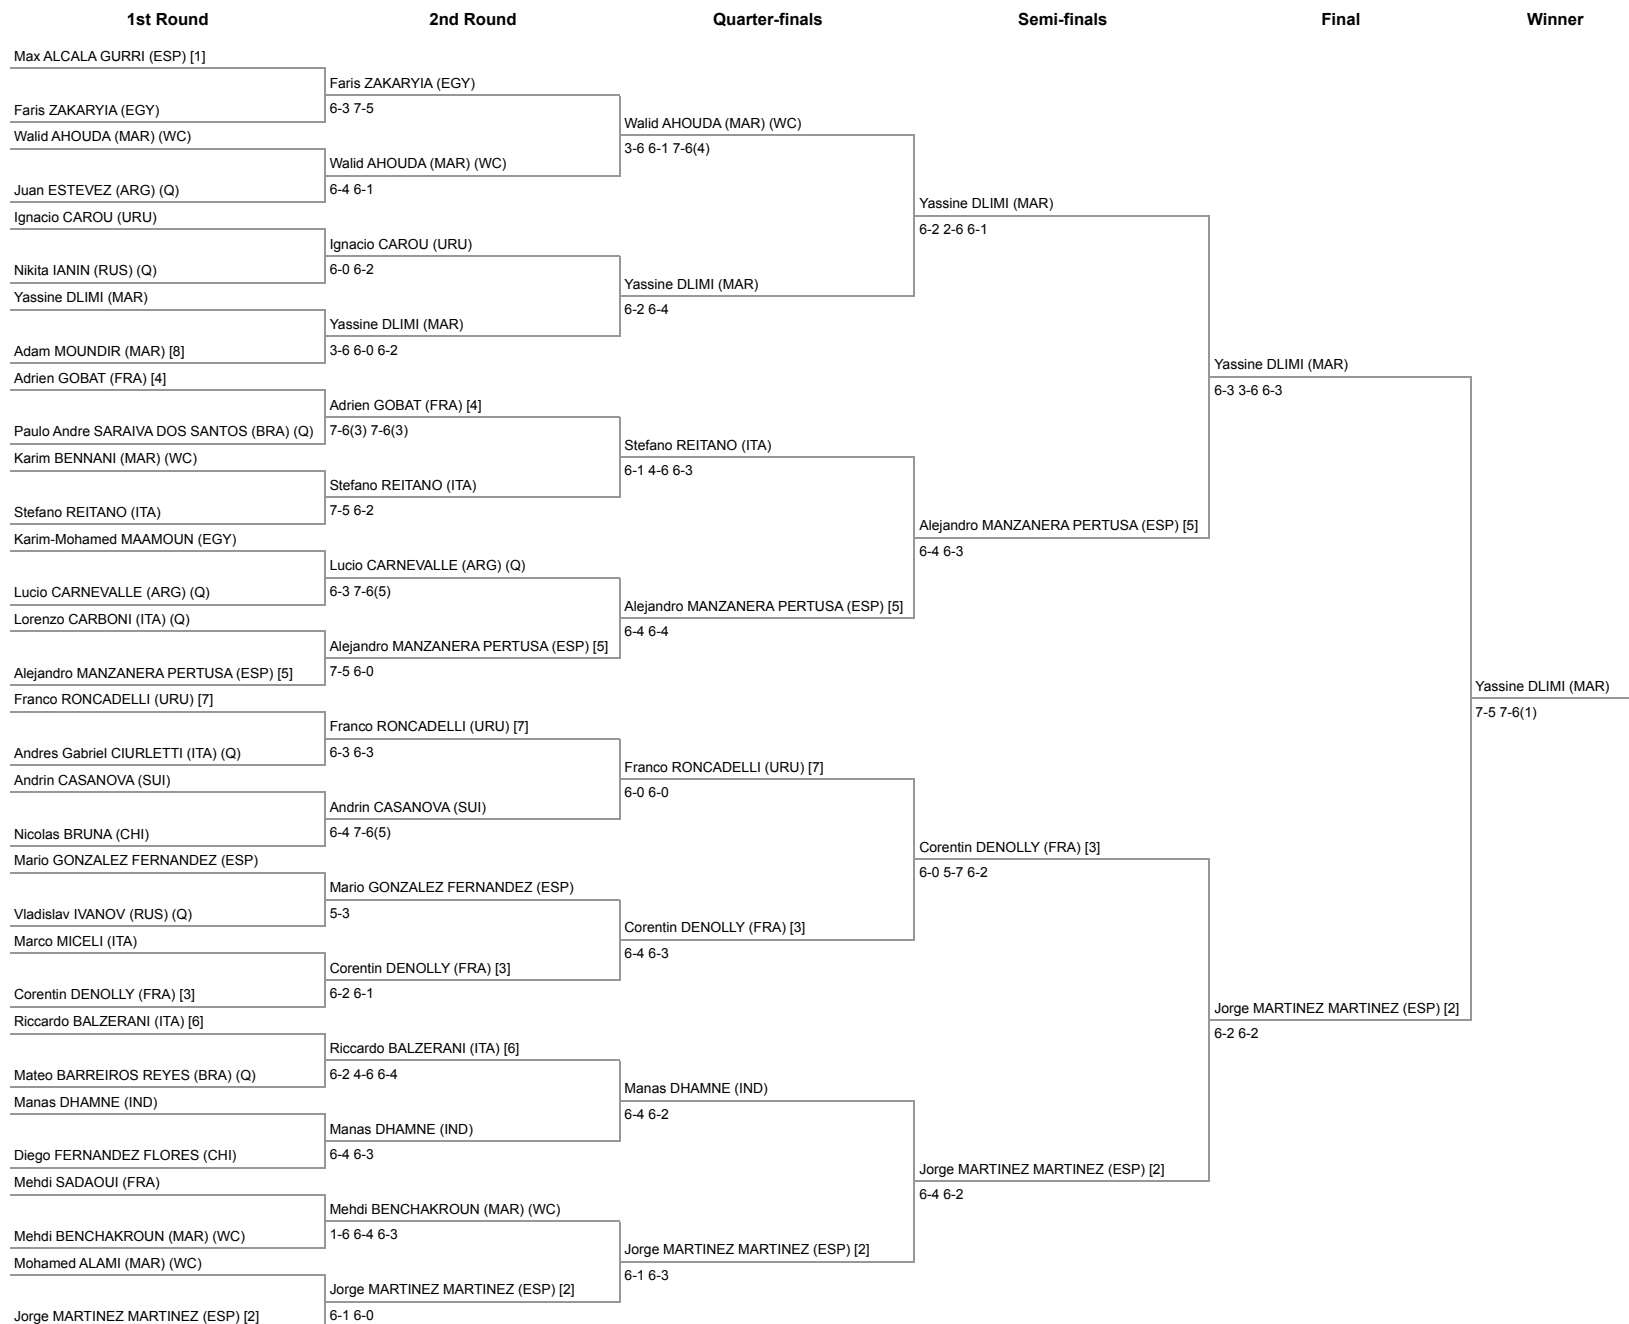 1st Round
2nd Round
Quarter-finals
Semi-finals
Final
Winner
Max ALCALA GURRI (ESP) [1]
Faris ZAKARYIA (EGY)
Walid AHOUDA (MAR) (WC)
Juan ESTEVEZ (ARG) (Q)
Ignacio CAROU (URU)
Nikita IANIN (RUS) (Q)
Yassine DLIMI (MAR)
Adam MOUNDIR (MAR) [8]
Adrien GOBAT (FRA) [4]
Paulo Andre SARAIVA DOS SANTOS (BRA) (Q)
Karim BENNANI (MAR) (WC)
Stefano REITANO (ITA)
Karim-Mohamed MAAMOUN (EGY)
Lucio CARNEVALLE (ARG) (Q)
Lorenzo CARBONI (ITA) (Q)
Alejandro MANZANERA PERTUSA (ESP) [5]
Franco RONCADELLI (URU) [7]
Andres Gabriel CIURLETTI (ITA) (Q)
Andrin CASANOVA (SUI)
Nicolas BRUNA (CHI)
Mario GONZALEZ FERNANDEZ (ESP)
Vladislav IVANOV (RUS) (Q)
Marco MICELI (ITA)
Corentin DENOLLY (FRA) [3]
Riccardo BALZERANI (ITA) [6]
Mateo BARREIROS REYES (BRA) (Q)
Manas DHAMNE (IND)
Diego FERNANDEZ FLORES (CHI)
Mehdi SADAOUI (FRA)
Mehdi BENCHAKROUN (MAR) (WC)
Mohamed ALAMI (MAR) (WC)
Jorge MARTINEZ MARTINEZ (ESP) [2]
Faris ZAKARYIA (EGY)
6-3 7-5
Walid AHOUDA (MAR) (WC)
6-4 6-1
Ignacio CAROU (URU)
6-0 6-2
Yassine DLIMI (MAR)
3-6 6-0 6-2
Adrien GOBAT (FRA) [4]
7-6(3) 7-6(3)
Stefano REITANO (ITA)
7-5 6-2
Lucio CARNEVALLE (ARG) (Q)
6-3 7-6(5)
Alejandro MANZANERA PERTUSA (ESP) [5]
7-5 6-0
Franco RONCADELLI (URU) [7]
6-3 6-3
Andrin CASANOVA (SUI)
6-4 7-6(5)
Mario GONZALEZ FERNANDEZ (ESP)
5-3
Corentin DENOLLY (FRA) [3]
6-2 6-1
Riccardo BALZERANI (ITA) [6]
6-2 4-6 6-4
Manas DHAMNE (IND)
6-4 6-3
Mehdi BENCHAKROUN (MAR) (WC)
1-6 6-4 6-3
Jorge MARTINEZ MARTINEZ (ESP) [2]
6-1 6-0
Walid AHOUDA (MAR) (WC)
3-6 6-1 7-6(4)
Yassine DLIMI (MAR)
6-2 6-4
Stefano REITANO (ITA)
6-1 4-6 6-3
Alejandro MANZANERA PERTUSA (ESP) [5]
6-4 6-4
Franco RONCADELLI (URU) [7]
6-0 6-0
Corentin DENOLLY (FRA) [3]
6-4 6-3
Manas DHAMNE (IND)
6-4 6-2
Jorge MARTINEZ MARTINEZ (ESP) [2]
6-1 6-3
Yassine DLIMI (MAR)
6-2 2-6 6-1
Alejandro MANZANERA PERTUSA (ESP) [5]
6-4 6-3
Corentin DENOLLY (FRA) [3]
6-0 5-7 6-2
Jorge MARTINEZ MARTINEZ (ESP) [2]
6-4 6-2
Yassine DLIMI (MAR)
6-3 3-6 6-3
Jorge MARTINEZ MARTINEZ (ESP) [2]
6-2 6-2
Yassine DLIMI (MAR)
7-5 7-6(1)